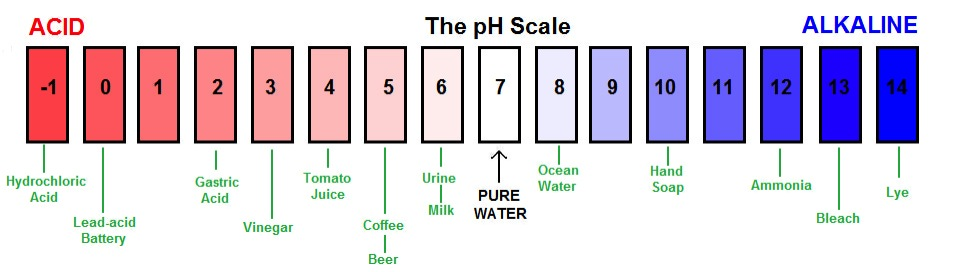 ACID
The pH Scale
ALKALINE
-1 0 1 2 3 4 5 6 7 8 9 10 11 12 13 14
Hydrochloric
Acid
Lead-acid
Battery
Gastric
Acid
Vinegar
Tomato
Juice
Coffee
Beer
Urine
Milk
PURE
WATER
Ocean
Water
Hand
Soap
Ammonia
Bleach
Lye